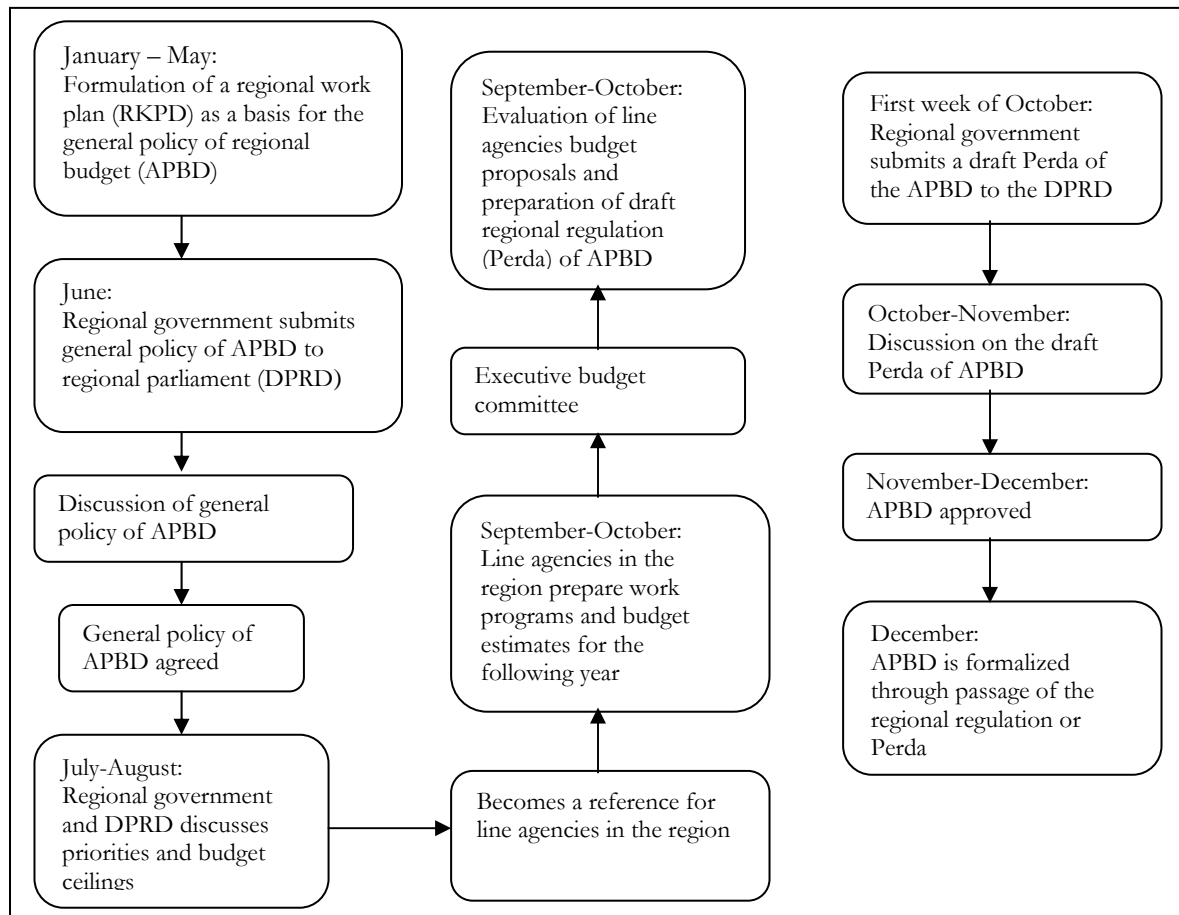 January – May:
Formulation of a regional work
plan (RKPD) as a basis for the
general policy of regional
budget (APBD)
June:
Regional government submits
general policy of APBD to
regional parliament (DPRD)
Discussion of general
policy of APBD
General policy of
APBD agreed
July-August:
Regional government
and DPRD discusses
priorities and budget
ceilings
Becomes a reference for
line agencies in the region
September-October:
Line agencies in the
region prepare work
programs and budget
estimates for the
following year
Executive budget
committee
September-October:
Evaluation of line
agencies budget
proposals and
preparation of draft
regional regulation
(Perda) of APBD
First week of October:
Regional government
submits a draft Perda of
the APBD to the DPRD
October-November:
Discussion on the draft
Perda of APBD
November-December:
APBD approved
December:
APBD is formalized
through passage of the
regional regulation or
Perda